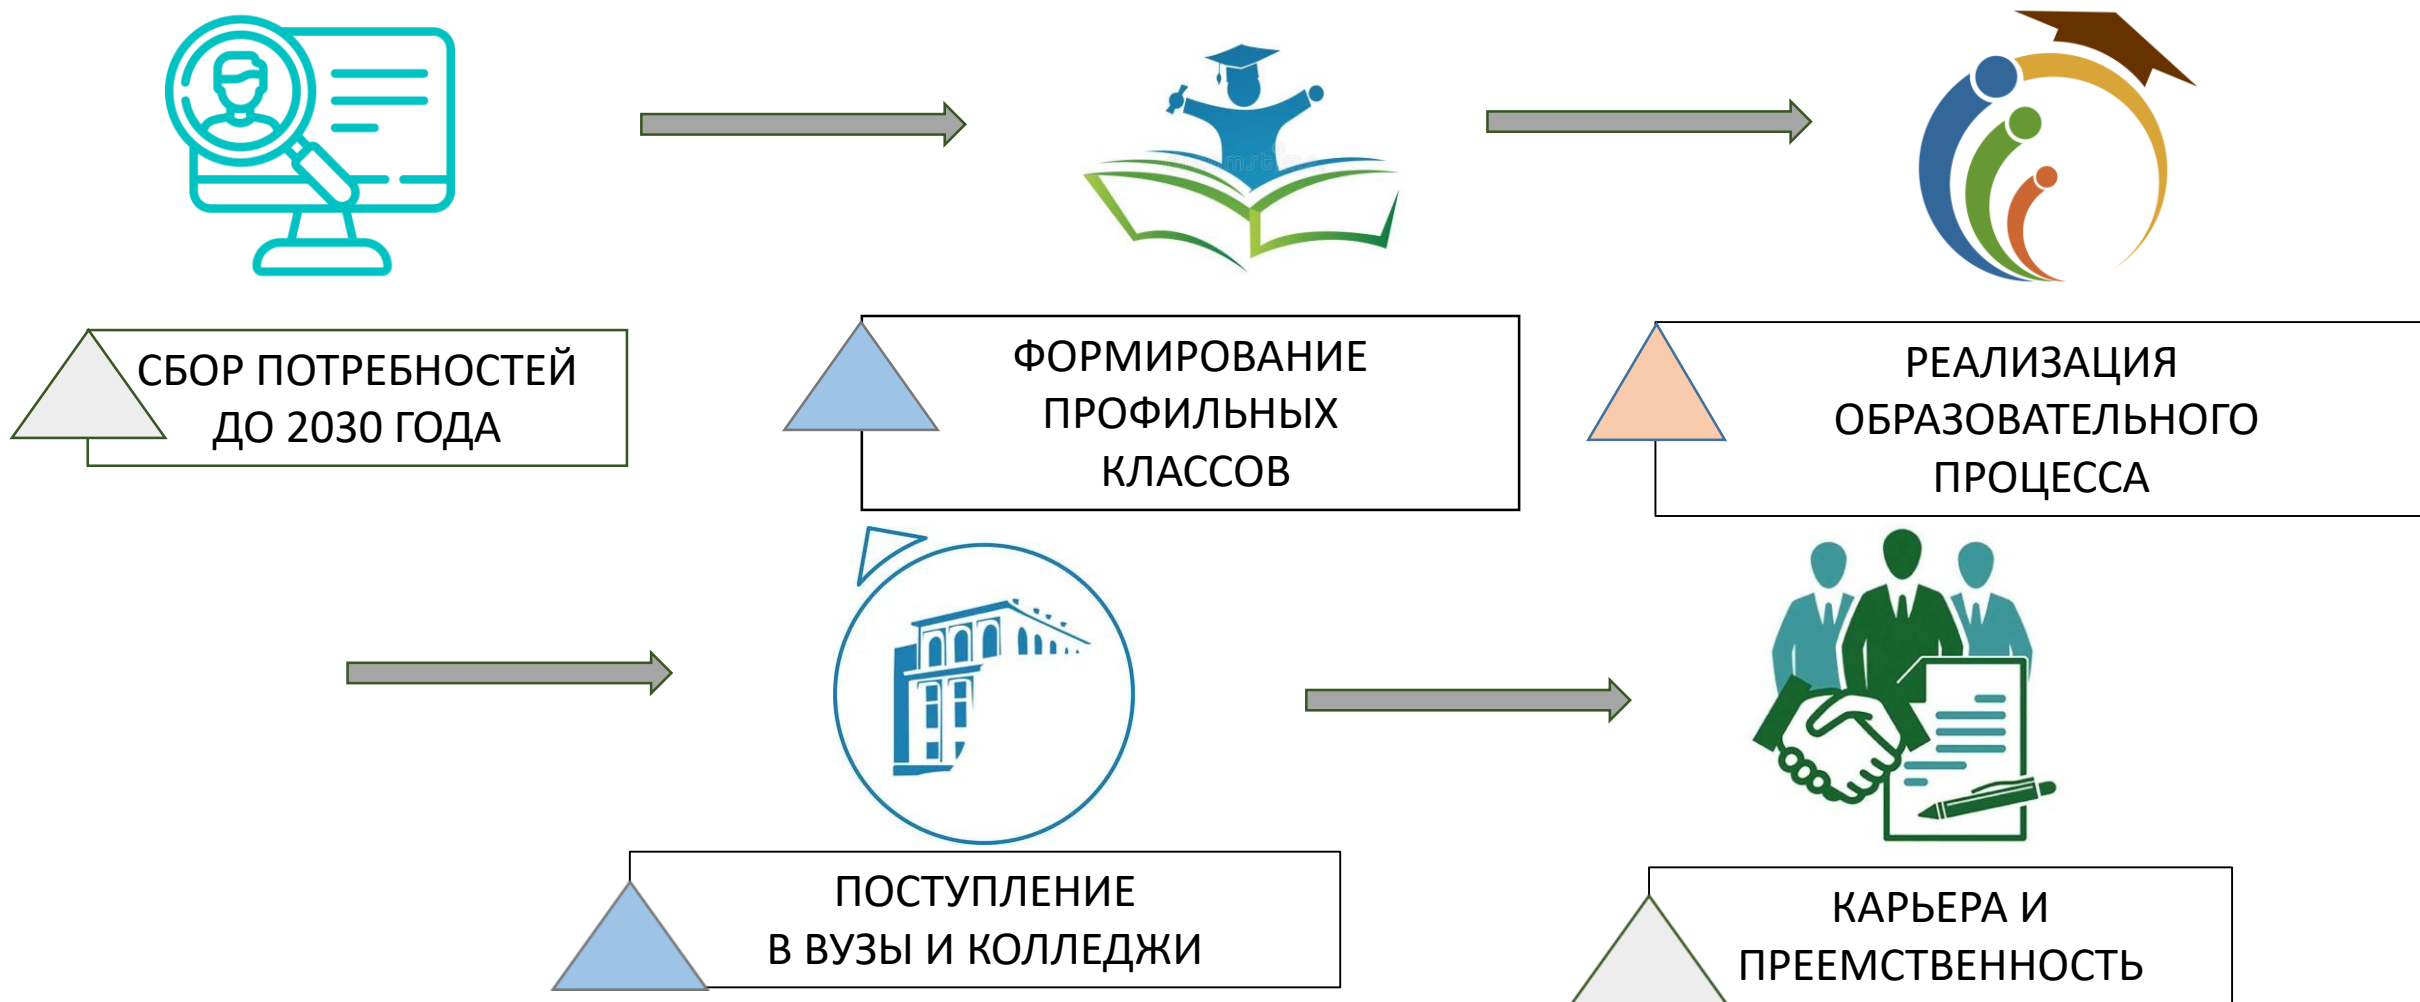 СБОР ПОТРЕБНОСТЕЙ
ДО 2030 ГОДА
ФОРМИРОВАНИЕ
ПРОФИЛЬНЫХ
КЛАССОВ
РЕАЛИЗАЦИЯ
ОБРАЗОВАТЕЛЬНОГО
ПРОЦЕССА
ПОСТУПЛЕНИЕ
В ВУЗЫ И КОЛЛЕДЖИ
КАРЬЕРА И
ПРЕЕМСТВЕННОСТЬ